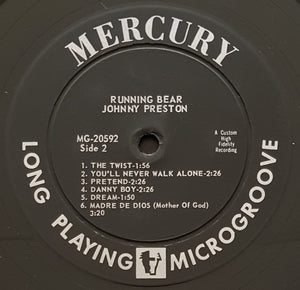 MERCURY
RUNNING BEAR
JOHNNY PRESTON
MG-20592
Side 2
A Custom
High
Fidelity
Recording
1. THE TWIST-1:56
2. YOU'LL NEVER WALK ALONE-2:26
3. PRETEND-2:26
4. DANNY BOY-2:26
5. DREAM-1:50
6. MADRE DE DIOS (Mother Of God)
3:20
LONG PLAYING MICROGROOVE